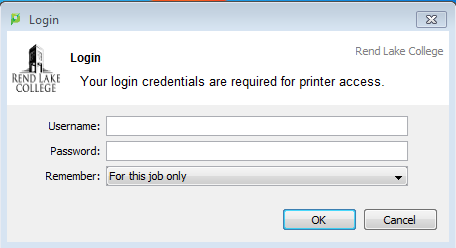 Login
Rend Lake College
REND LAKE
COLLEGE
Login
Your login credentials are required for printer access.
Username:
Password:
Remember: For this job only
OK Cancel